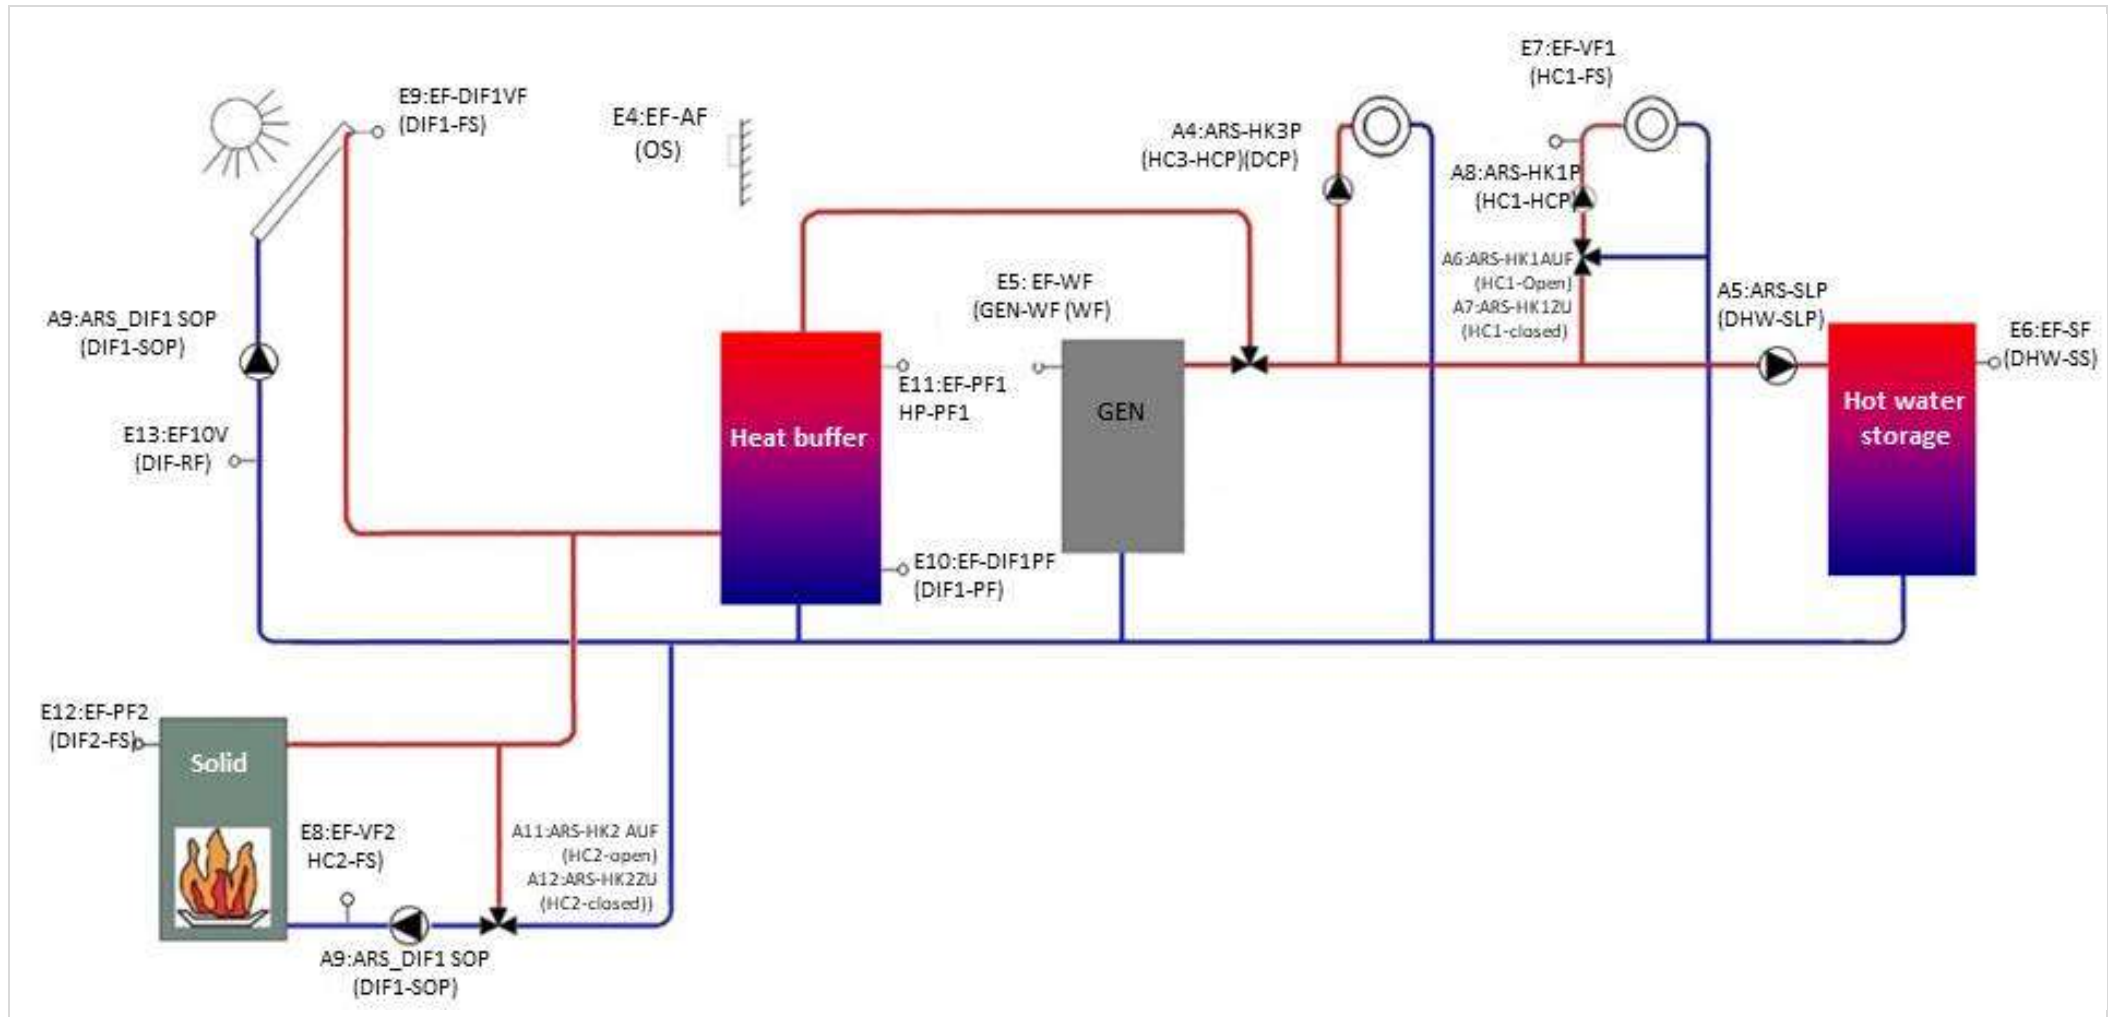 E7:EF-VF1
(HC1-FS)
E9:EF-DIF1VF
(DIF1-FS)
E4:EF-AF
(OS)
A4:ARS-HK3P
(HC3-HCP)(DCP)
A8:ARS-HK1P
(HC1-HCP)
A6:ARS-HK1AUF
(HC1-Open)
A7:ARS-HK1ZU
(HC1-closed)
E5: EF-WF
(GEN-WF (WF)
A5:ARS-SLP
(DHW-SLP)
E6:EF-SF
(DHW-SS)
A9:ARS_DIF1 SOP
(DIF1-SOP)
E11:EF-PF1
HP-PF1
GEN
Hot water
storage
Heat buffer
E13:EF10V
(DIF-RF)
E10:EF-DIF1PF
(DIF1-PF)
E12:EF-PF2
(DIF2-FS)
Solid
E8:EF-VF2
HC2-FS)
A11:ARS-HK2 AUF
(HC2-open)
A12:ARS-HK2ZU
(HC2-closed))
A9:ARS_DIF1 SOP
(DIF1-SOP)